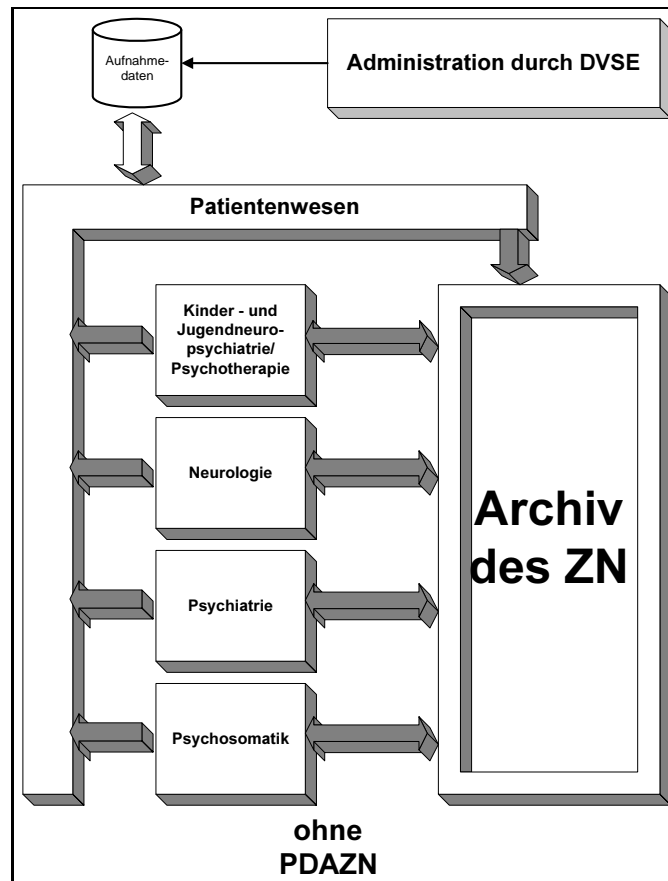 Aufnahme-
daten
Administration durch DVSE
Patientenwesen
Kinder - und
Jugendneuro-
psychiatrie/
Psychotherapie
Neurologie
Psychiatrie
Psychosomatik
Archiv
des ZN
ohne
PDAZN